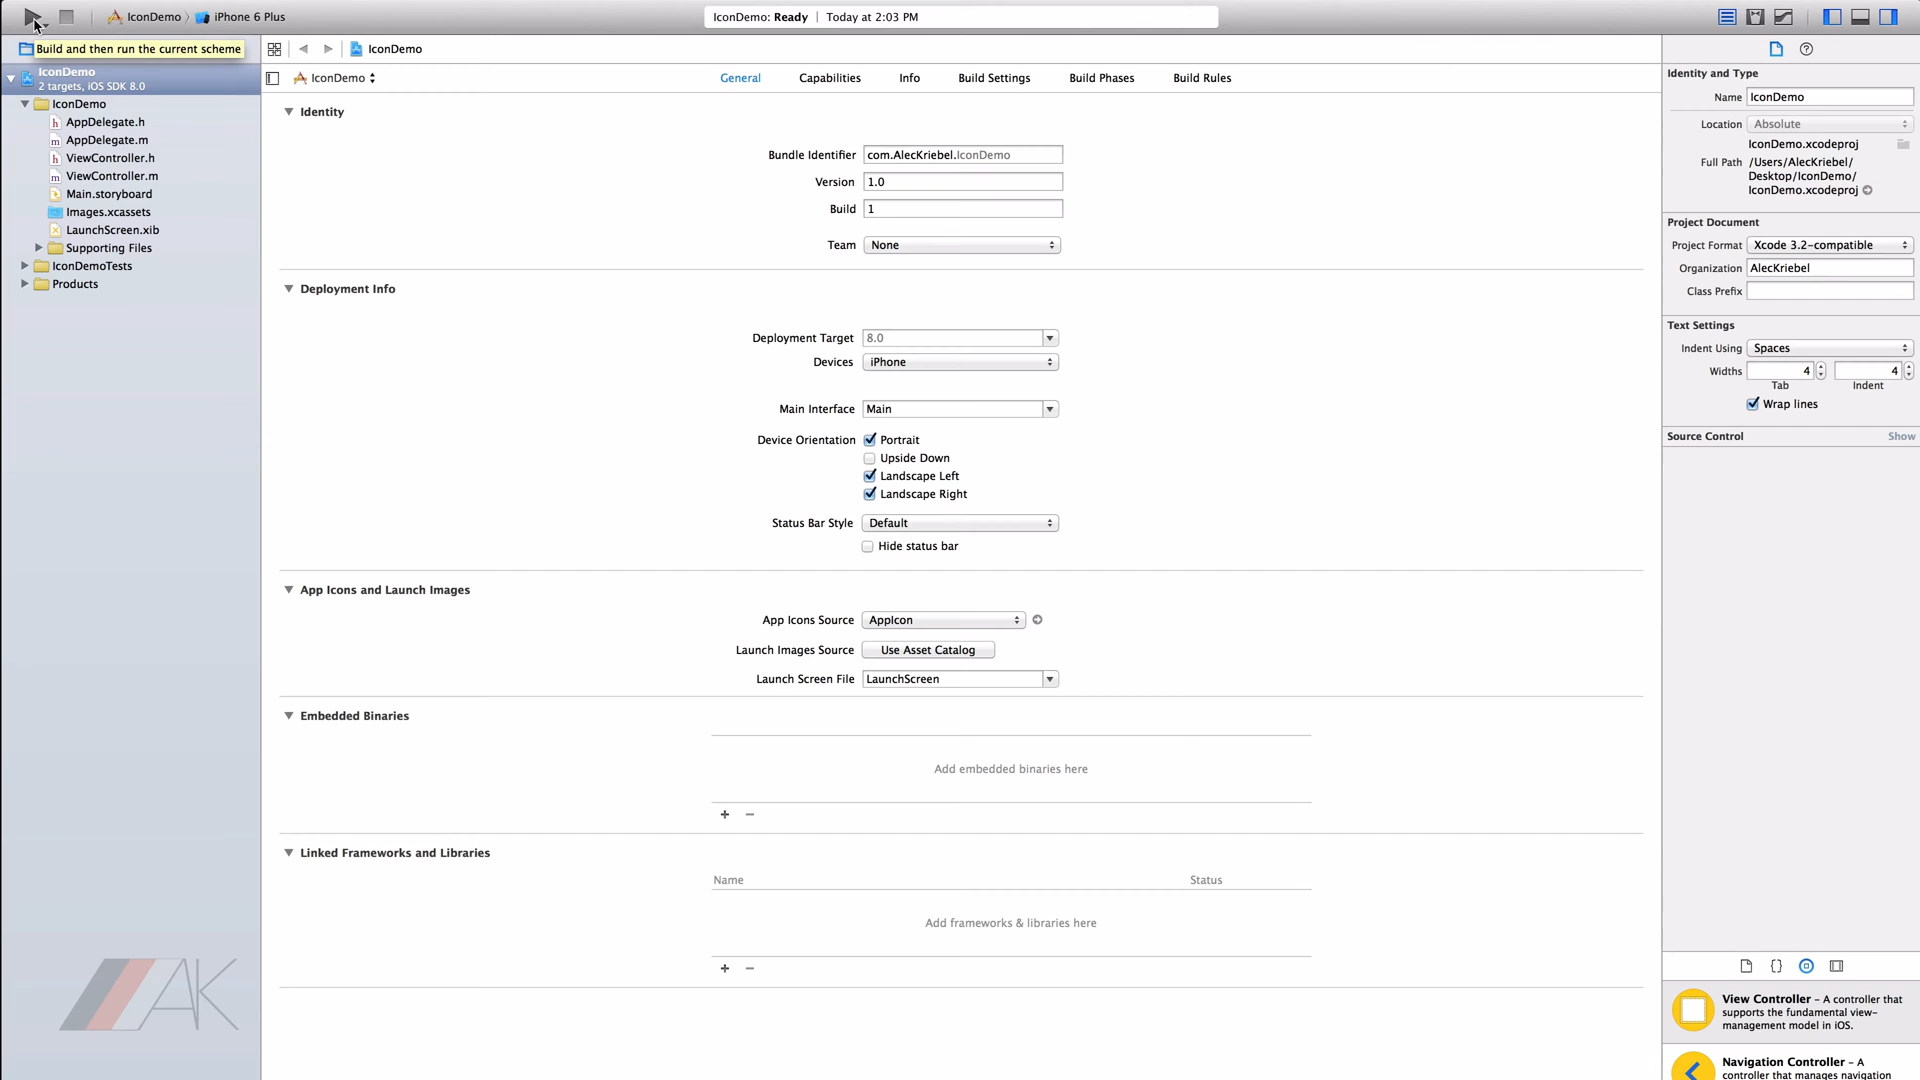 IconDemo
iPhone 6 Plus
IconDemo: Ready
Today at 2:03 PM
Build and then run the current scheme
IconDemo
IconDemo
2 targets, iOS SDK 8.0
IconDemo
AppDelegate.h
AppDelegate.m
ViewController.h
ViewController.m
Main.storyboard
Images.xcassets
LaunchScreen.xib
Supporting Files
IconDemoTests
Products
IconDemo
General
Capabilities
Info
Build Settings
Build Phases
Build Rules
Identity
Bundle Identifier com.AlecKriebel.IconDemo
Version 1.0
Build 1
Team None
Deployment Info
Deployment Target 8.0
Devices iPhone
Main Interface Main
Device Orientation Portrait
Upside Down
Landscape Left
Landscape Right
Status Bar Style Default
Hide status bar
App Icons and Launch Images
App Icons Source AppIcon
Launch Images Source Use Asset Catalog
Launch Screen File LaunchScreen
Embedded Binaries
Add embedded binaries here
Linked Frameworks and Libraries
Name Status
Add frameworks & libraries here
Identity and Type
Name IconDemo
Location Absolute
IconDemo.xcodeproj
Full Path /Users/AlecKriebel/
Desktop/IconDemo/
IconDemo.xcodeproj
Project Document
Project Format Xcode 3.2-compatible
Organization AlecKriebel
Class Prefix
Text Settings
Indent Using Spaces
Widths 4 4
Tab Indent
Wrap lines
Source Control Show
View Controller - A controller that
supports the fundamental view-
management model in iOS.
Navigation Controller - A
controller that manages navigation
AK